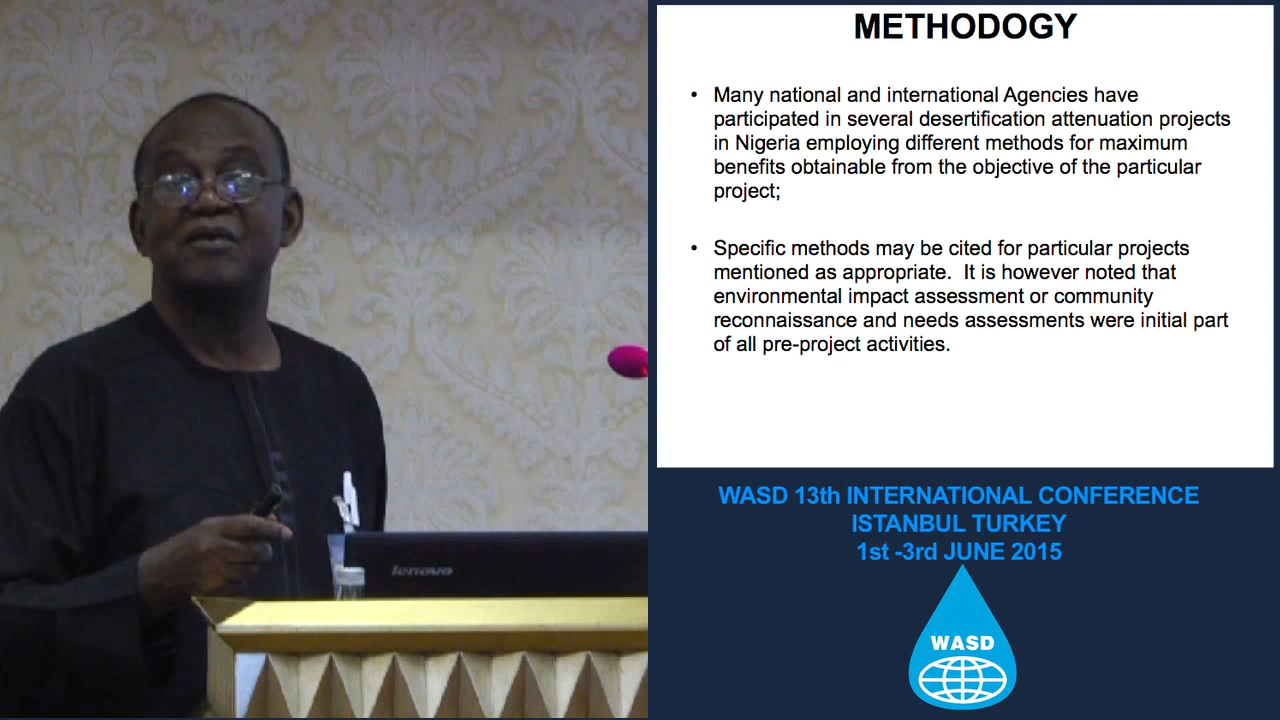 METHODOGY
• Many national and international Agencies have
participated in several desertification attenuation projects
in Nigeria employing different methods for maximum
benefits obtainable from the objective of the particular
project;
• Specific methods may be cited for particular projects
mentioned as appropriate.  It is however noted that
environmental impact assessment or community
reconnaissance and needs assessments were initial part
of all pre-project activities.
lenovo
WASD 13th INTERNATIONAL CONFERENCE
ISTANBUL TURKEY
1st -3rd JUNE 2015
WASD